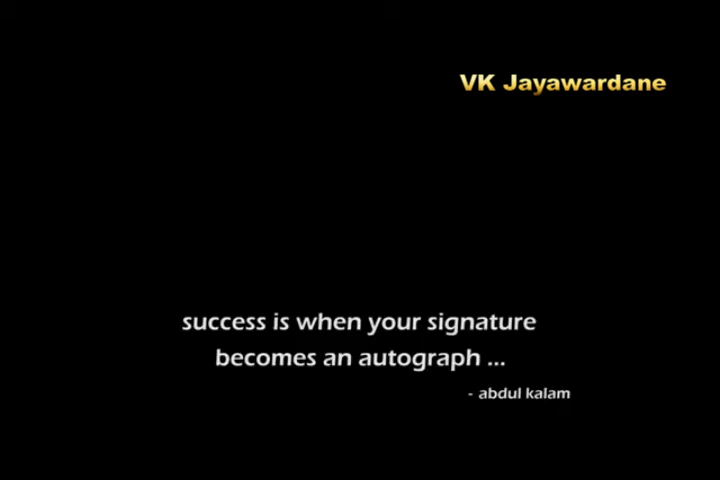 VK Jayawardane
success is when your signature
becomes an autograph ...
- abdul kalam